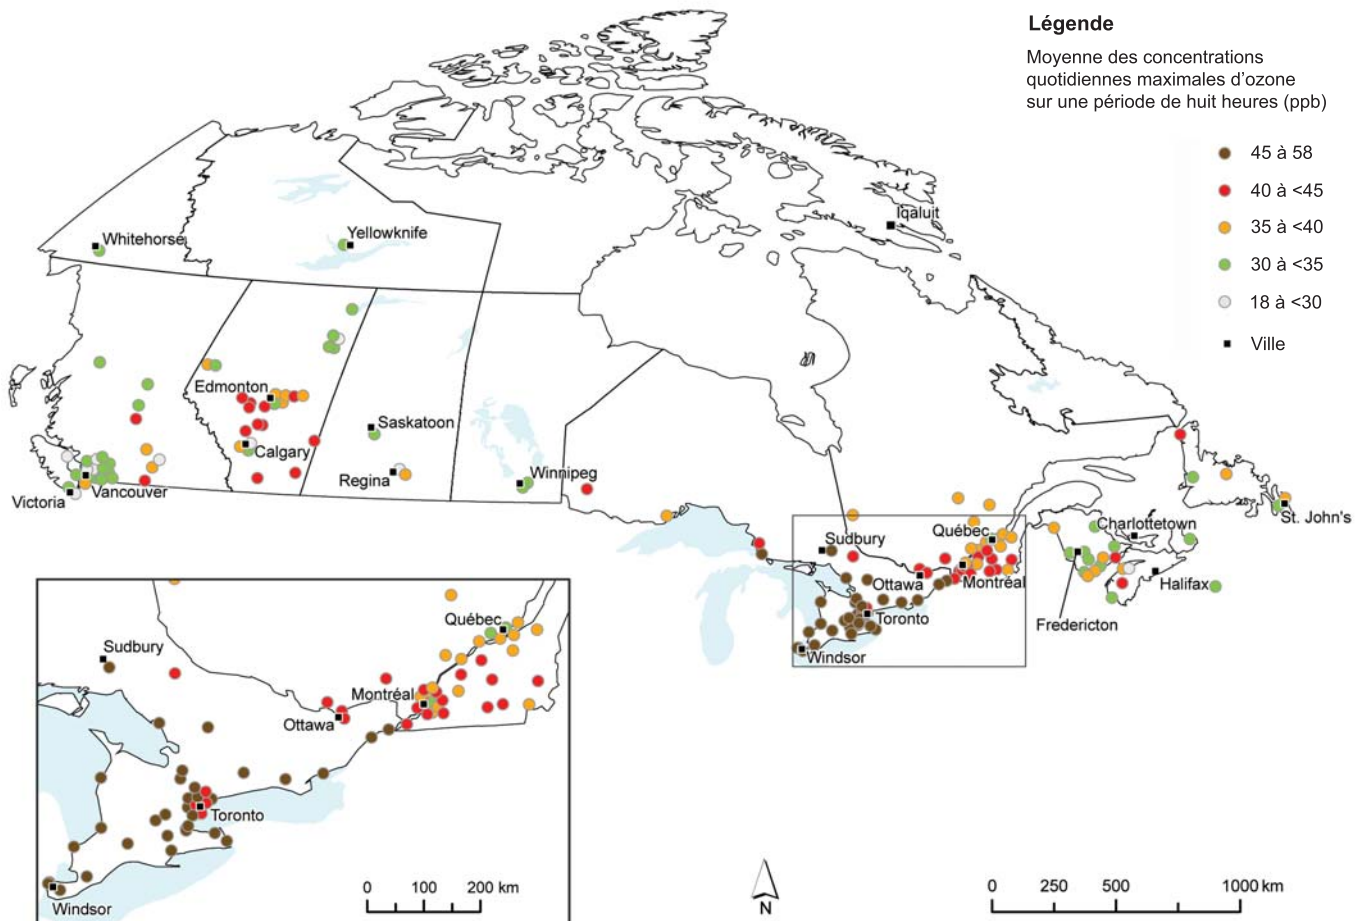 Légende
Moyenne des concentrations
quotidiennes maximales d’ozone
sur une période de huit heures (ppb)
45 à 58
40 à <45
35 à <40
30 à <35
18 à <30
Ville
Iqaluit
Yellowknife
Whitehorse
Edmonton
Saskatoon
Calgary
Winnipeg
Regina
Vancouver
Victoria
St. John's
Charlottetown
Québec
Sudbury
Ottawa
Montréal
Halifax
Toronto
Fredericton
Windsor
Québec
Sudbury
Montréal
Ottawa
Toronto
Windsor
0 100 200 km
N
0 250 500 1000 km